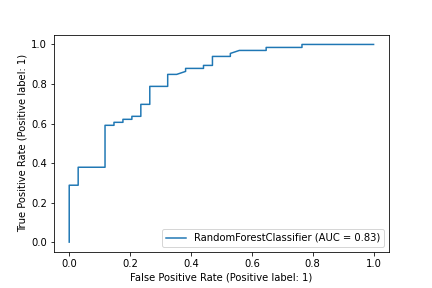 True Positive Rate (Positive label: 1)
1.0
0.8
0.6
0.4
0.2
0.0
RandomForestClassifier (AUC = 0.83)
0.0 0.2 0.4 0.6 0.8 1.0
False Positive Rate (Positive label: 1)